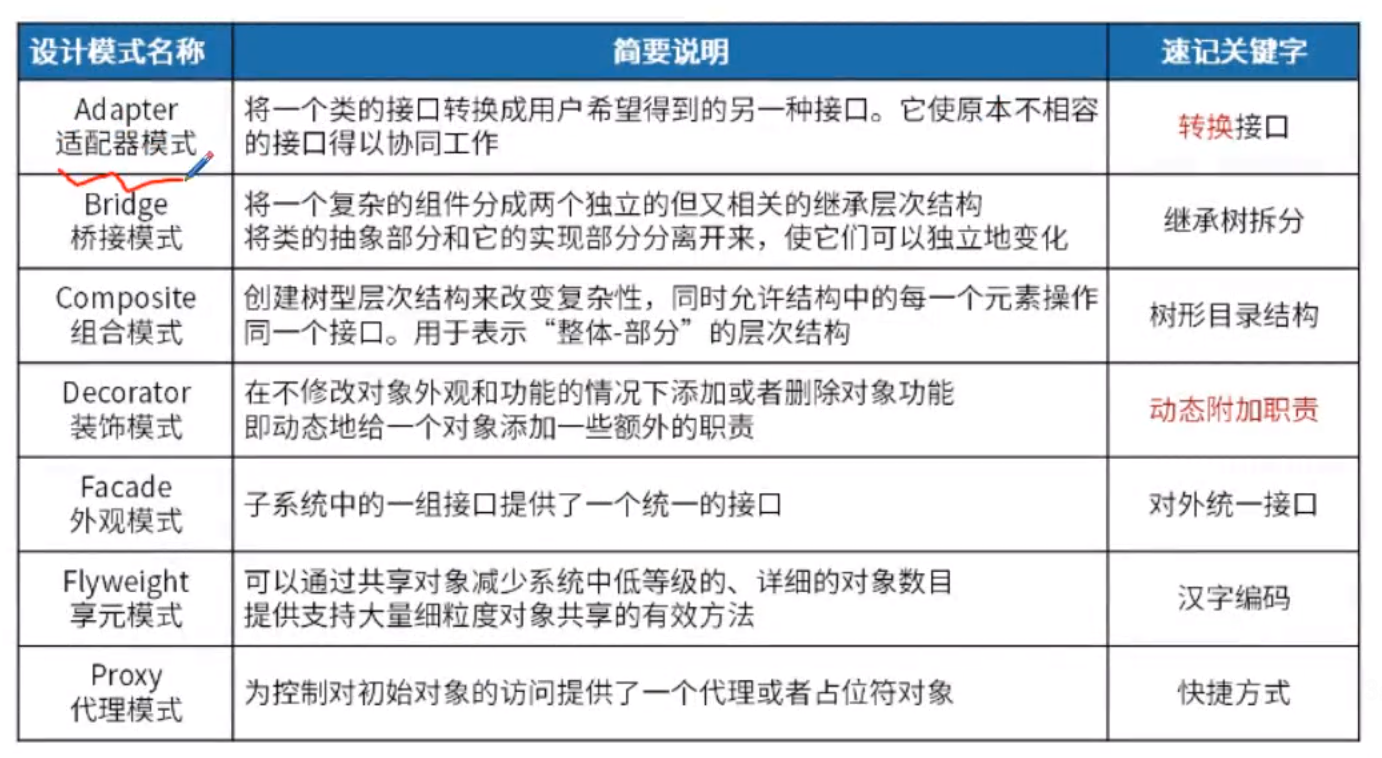 设计模式名称 简要说明 速记关键字
Adapter
适配器模式
将一个类的接口转换成用户希望得到的另一种接口。它使原本不相容
的接口得以协同工作
转换接口
Bridge
桥接模式
将一个复杂的组件分成两个独立的但又相关的继承层次结构
将类的抽象部分和它的实现部分分离开来，使它们可以独立地变化
继承树拆分
Composite
组合模式
创建树型层次结构来改变复杂性，同时允许结构中的每一个元素操作
同一个接口。用于表示“整体-部分”的层次结构
树形目录结构
Decorator
装饰模式
在不修改对象外观和功能的情况下添加或者删除对象功能
即动态地给一个对象添加一些额外的职责
动态附加职责
Facade
外观模式
子系统中的一组接口提供了一个统一的接口
对外统一接口
Flyweight
享元模式
可以通过共享对象减少系统中低等级的、详细的对象数目
提供支持大量细粒度对象共享的有效方法
汉字编码
Proxy
代理模式
为控制对初始对象的访问提供了一个代理或者占位符对象
快捷方式